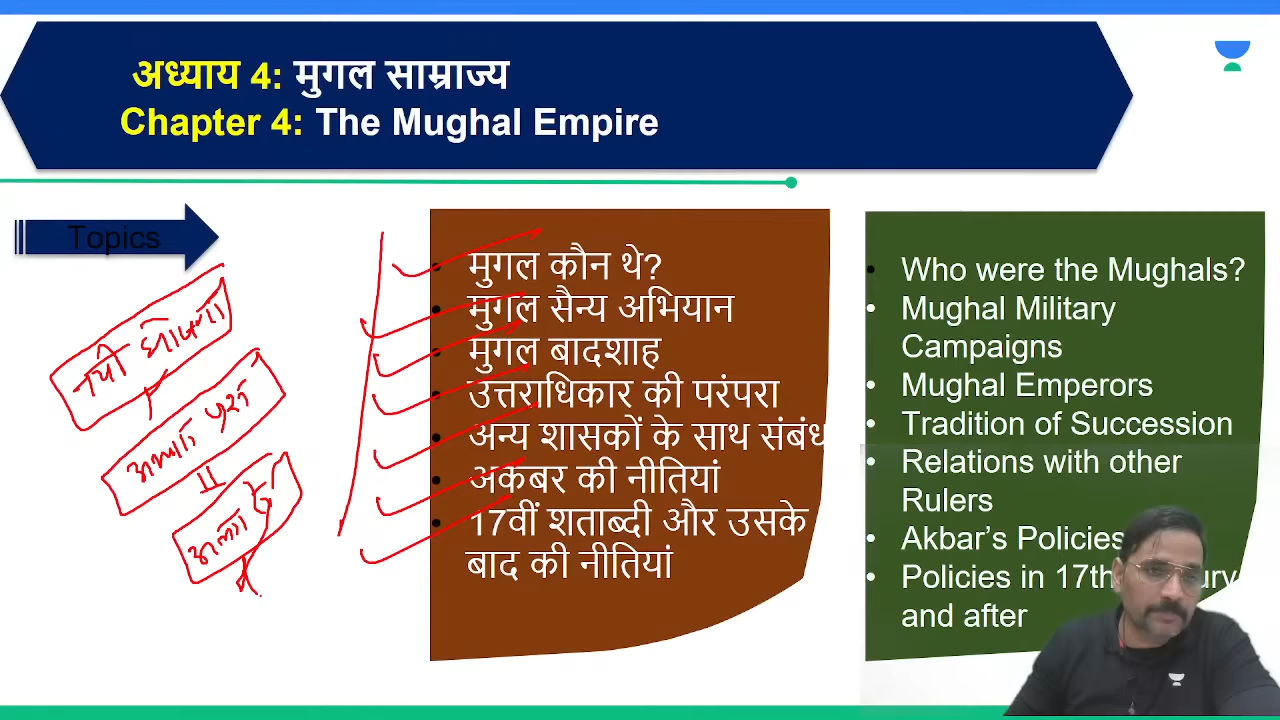 अध्याय 4: मुगल साम्राज्य
Chapter 4: The Mughal Empire
Topics
मुगल कौन थे?
मुगल सैन्य अभियान
मुगल बादशाह
उत्तराधिकार की परंपरा
अन्य शासकों के साथ संबंध
अकबर की नीतियां
17वीं शताब्दी और उसके
बाद की नीतियां
Who were the Mughals?
Mughal Military
Campaigns
Mughal Emperors
Tradition of Succession
Relations with other
Rulers
Akbar's Policies
Policies in 17th
and after